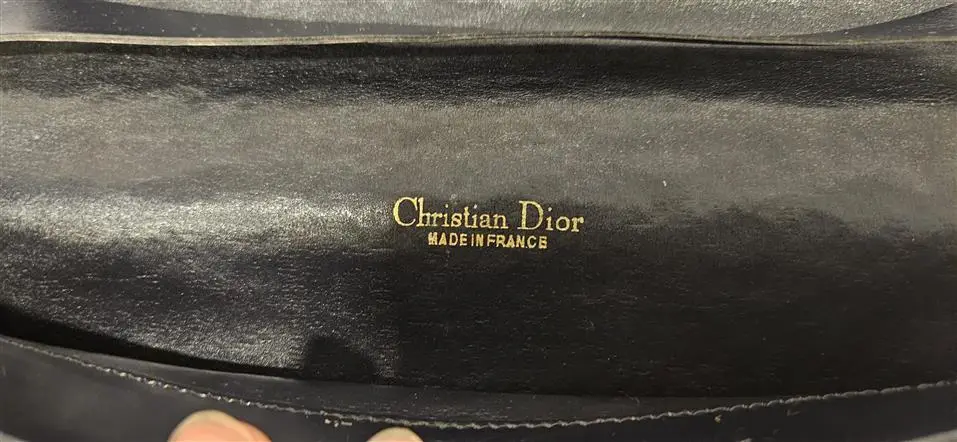 Christian Dior
MADE IN FRANCE